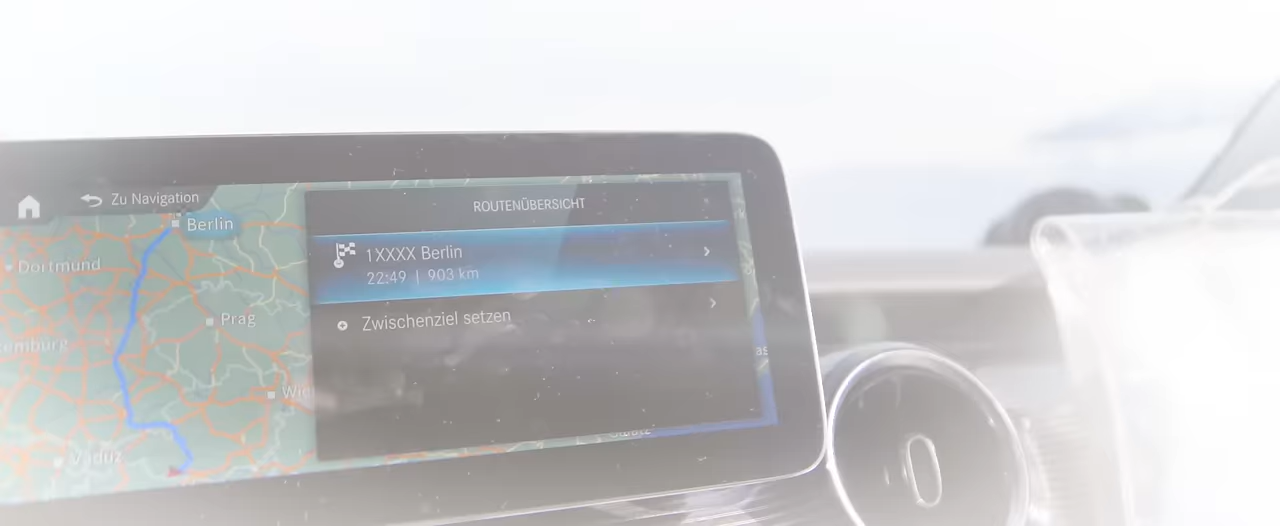 Zu Navigation
Berlin
Dortmund
Prag
Vaduz
ROUTENÜBERSICHT
1XXXX Berlin
22:49 | 903 km
Zwischenziel setzen